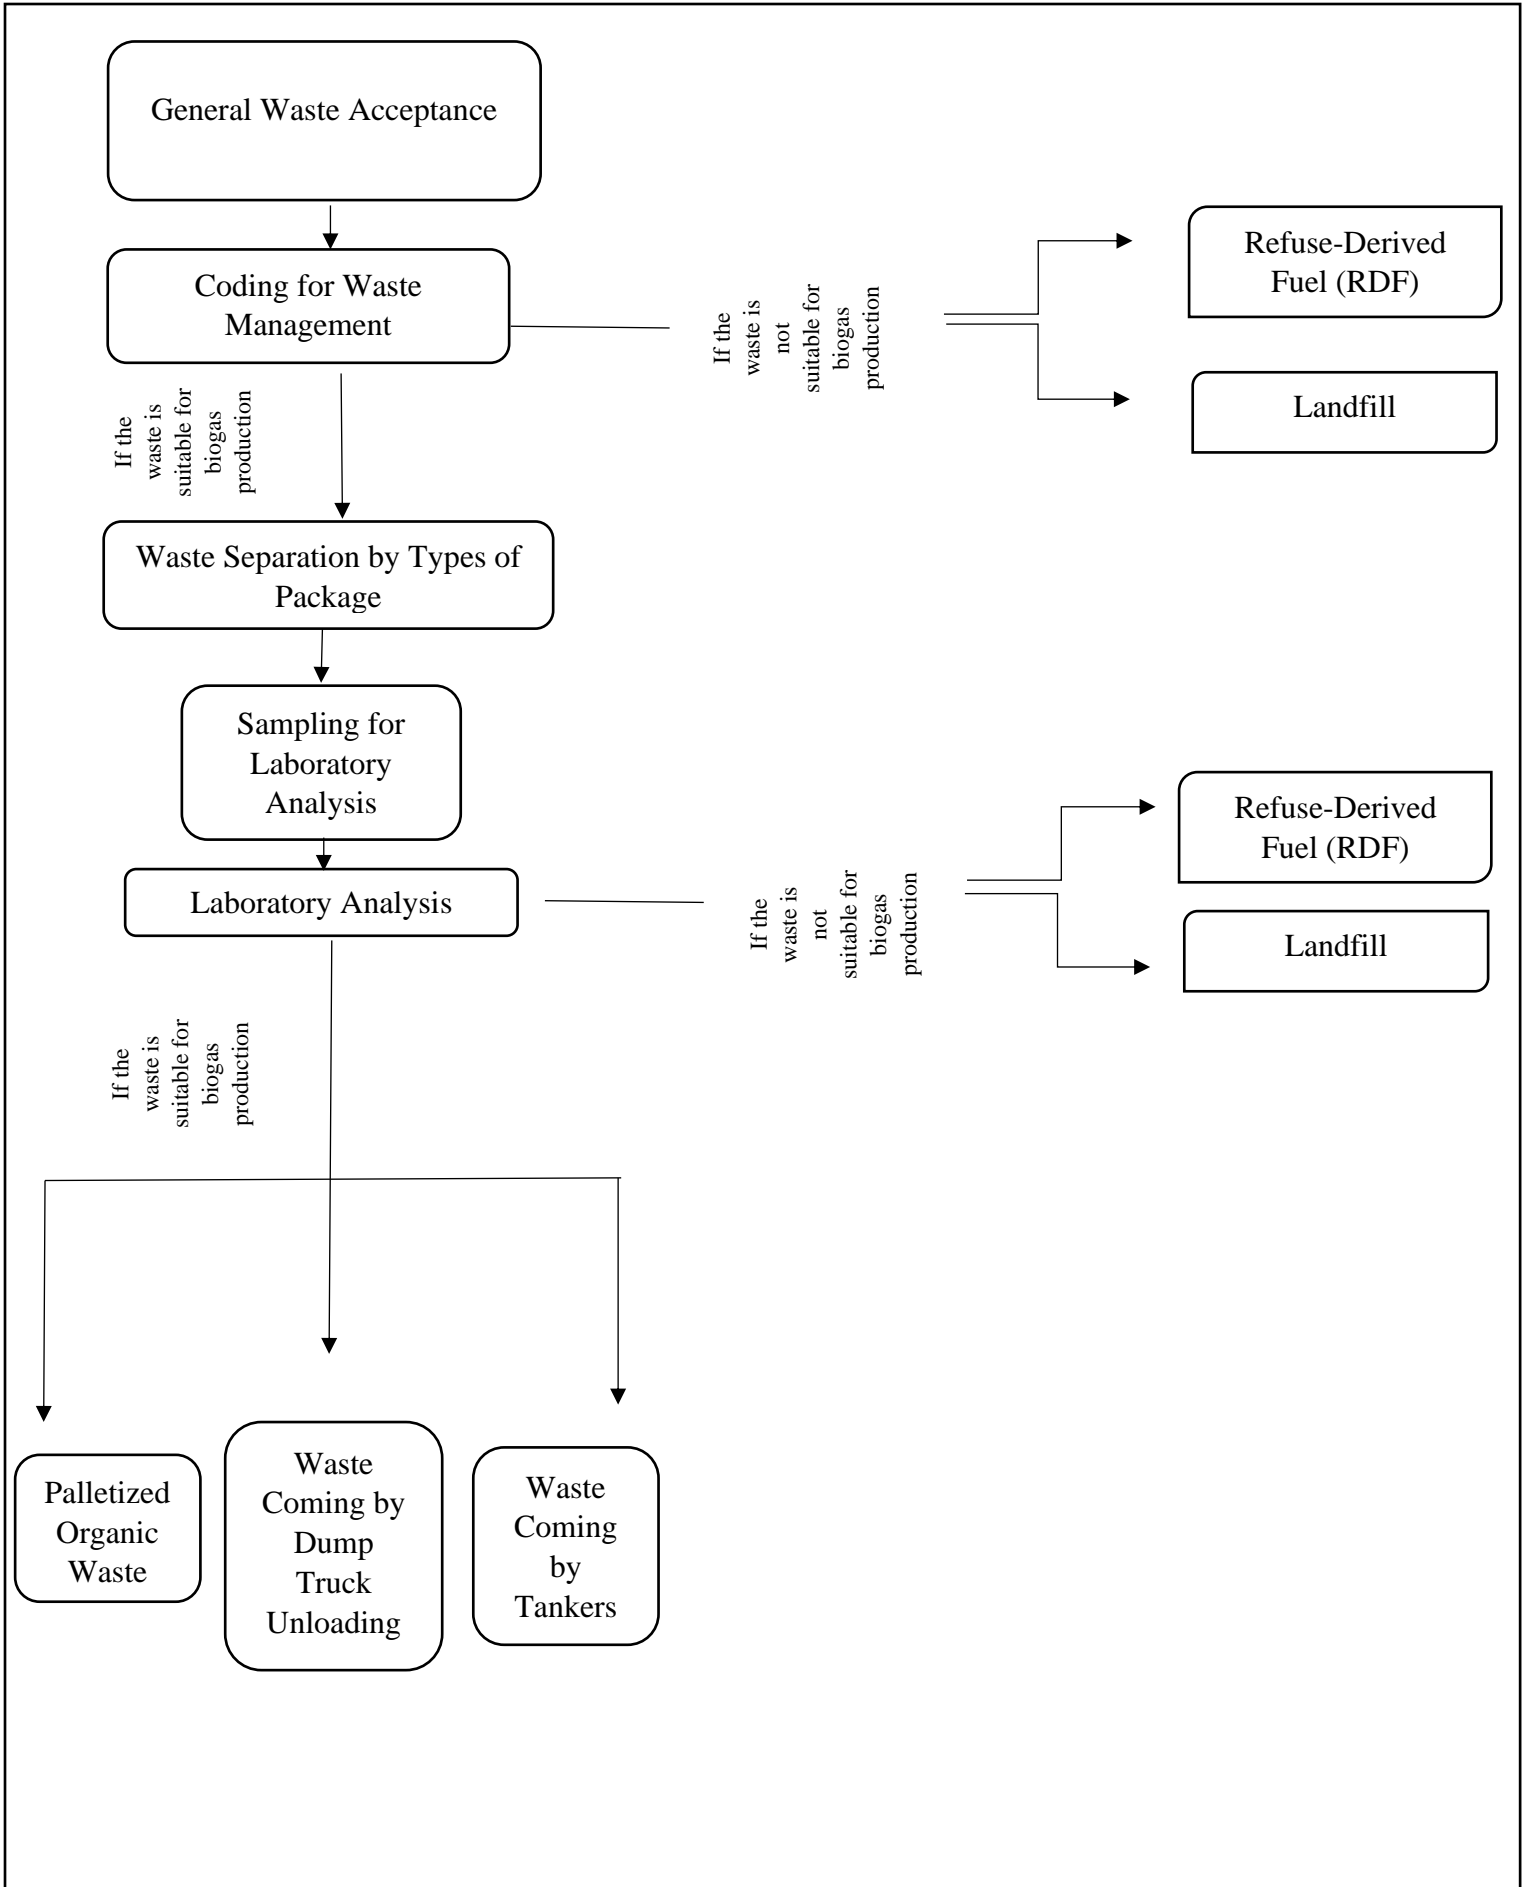 General Waste Acceptance
Coding for Waste
Management
If the
waste is
not
suitable for
biogas
production
Refuse-Derived
Fuel (RDF)
Landfill
If the
waste is
suitable for
biogas
production
Waste Separation by Types of
Package
Sampling for
Laboratory
Analysis
Laboratory Analysis
If the
waste is
not
suitable for
biogas
production
Refuse-Derived
Fuel (RDF)
Landfill
If the
waste is
suitable for
biogas
production
Palletized
Organic
Waste
Waste
Coming by
Dump
Truck
Unloading
Waste
Coming
by
Tankers